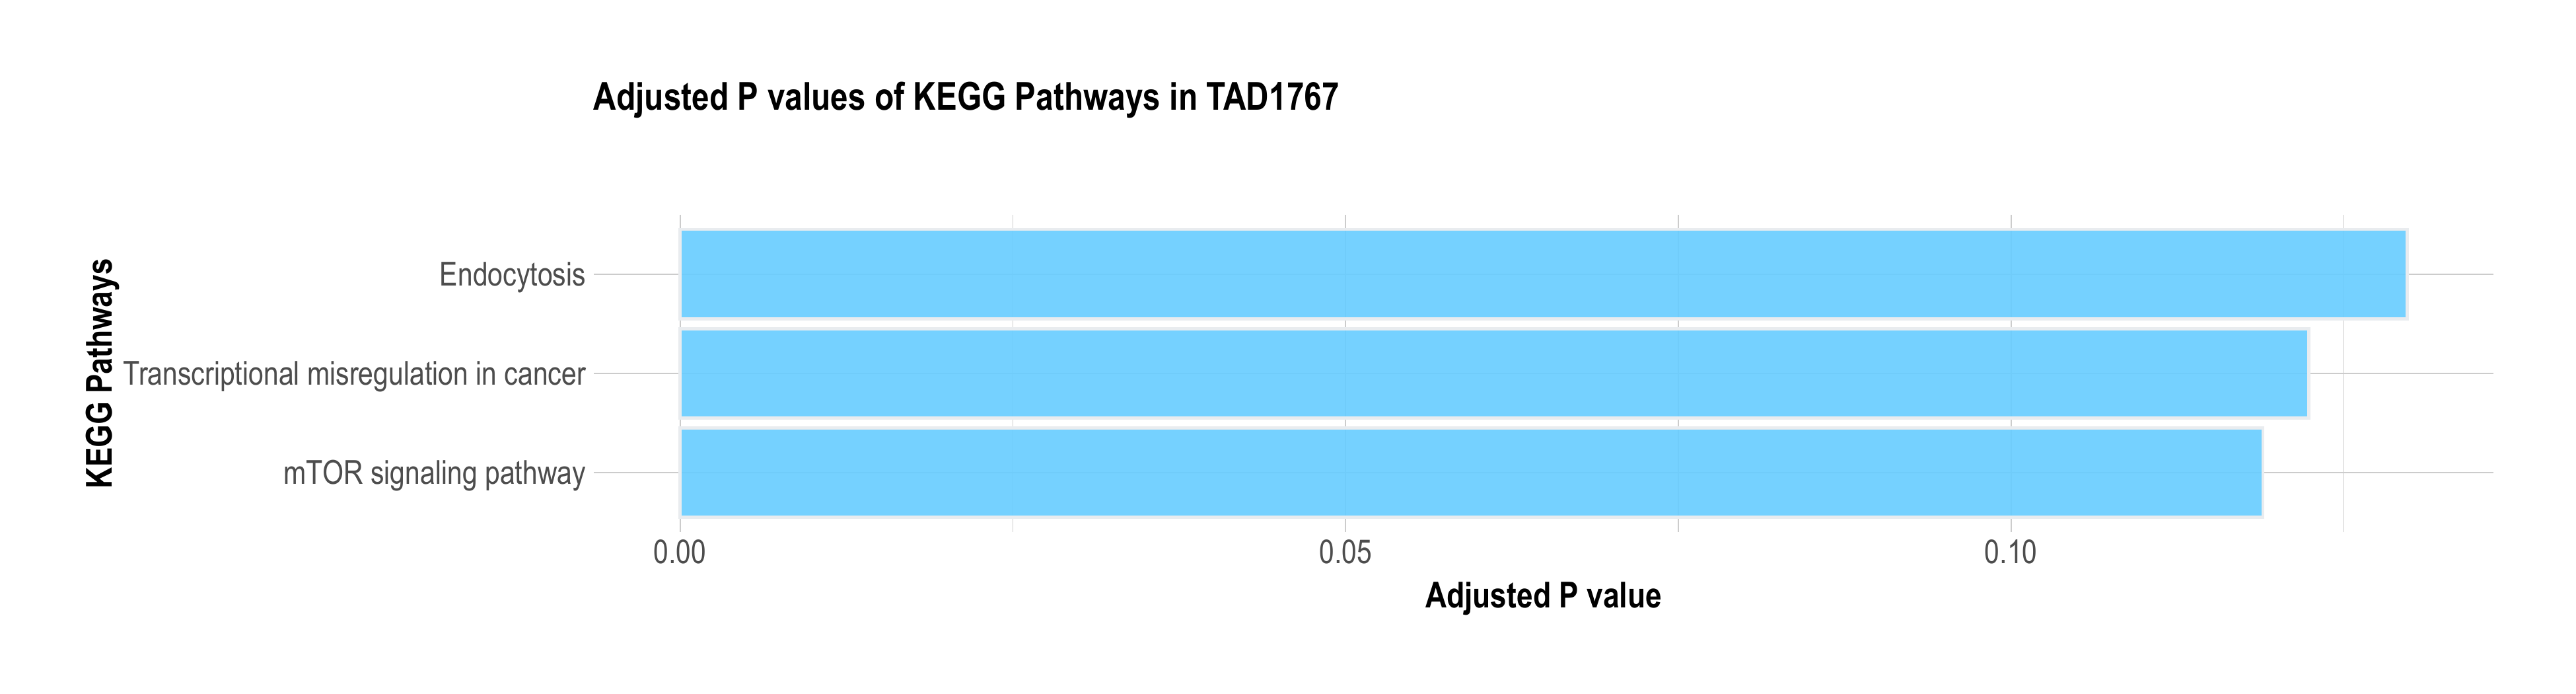 Adjusted P values of KEGG Pathways in TAD1767
KEGG Pathways
Endocytosis
Transcriptional misregulation in cancer
mTOR signaling pathway
0.00
0.05
0.10
Adjusted P value